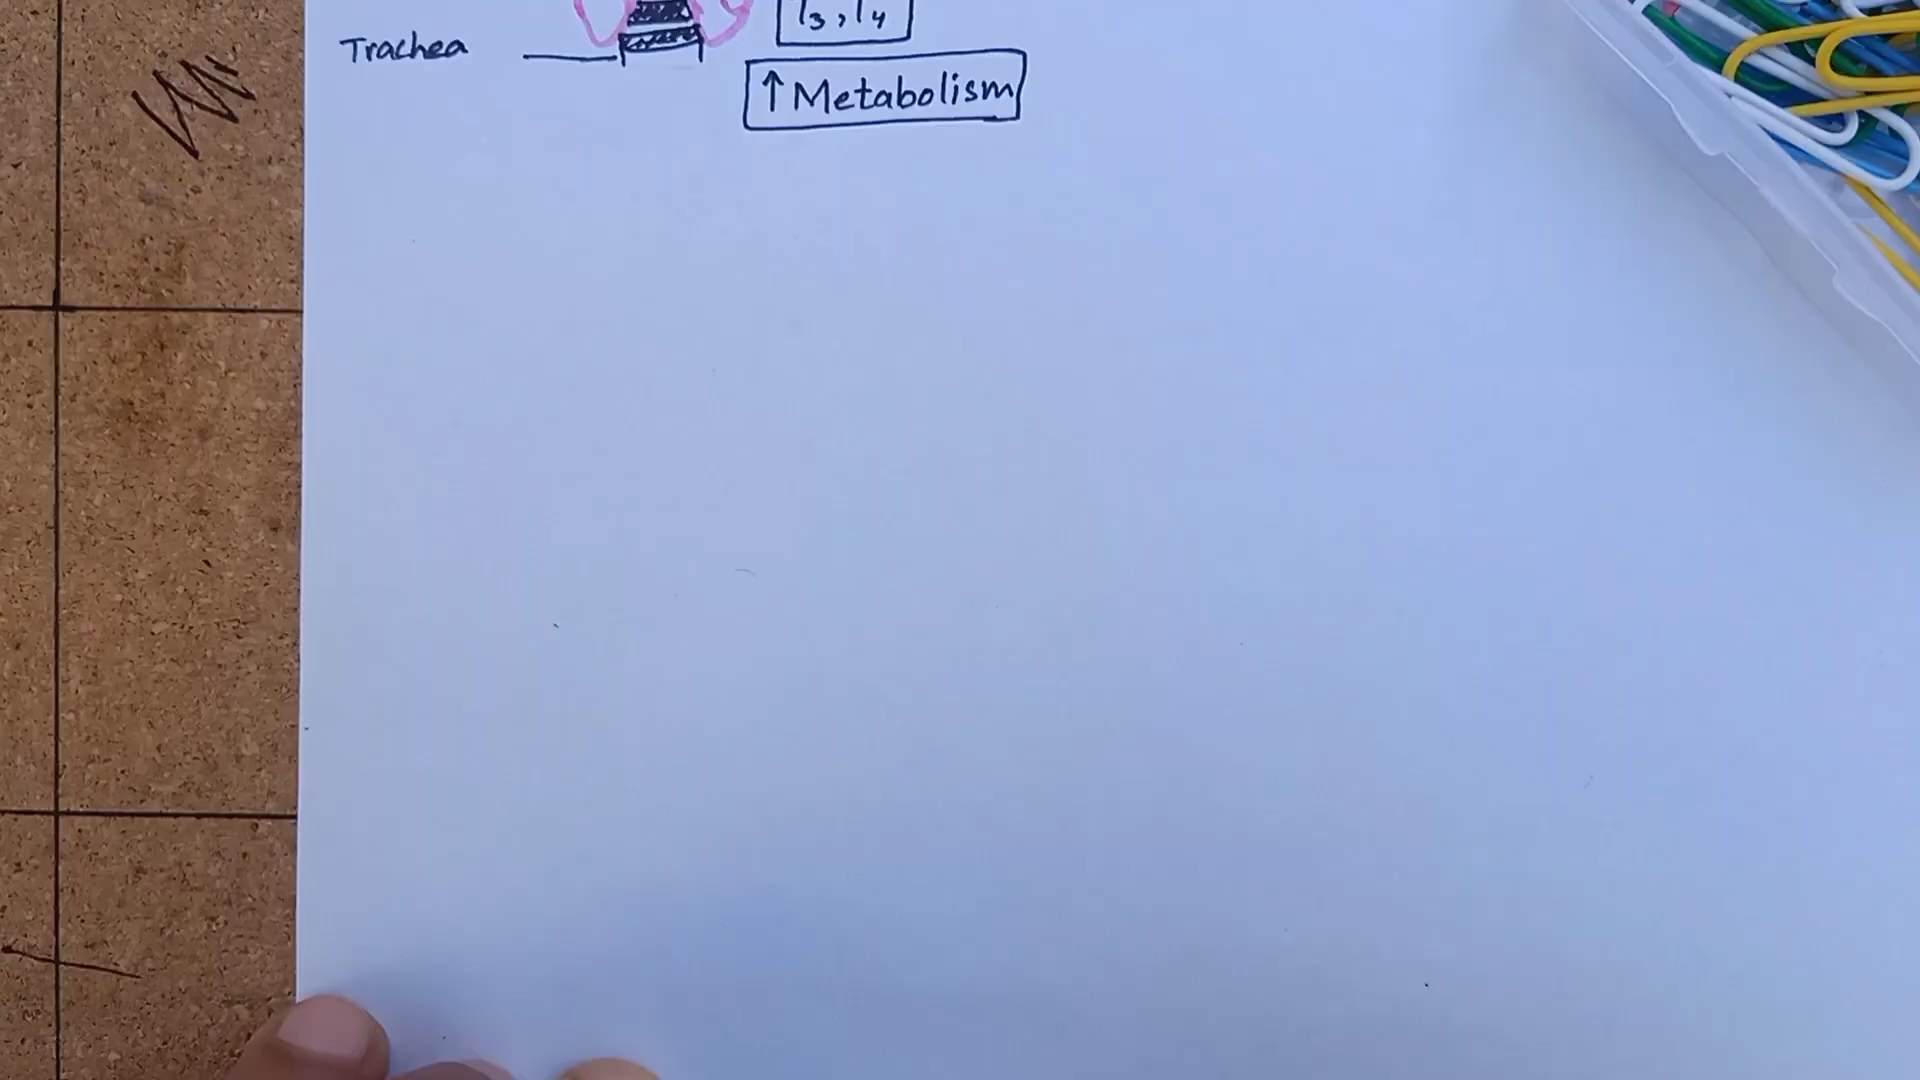 T₃, T₄
Trachea
↑ Metabolism